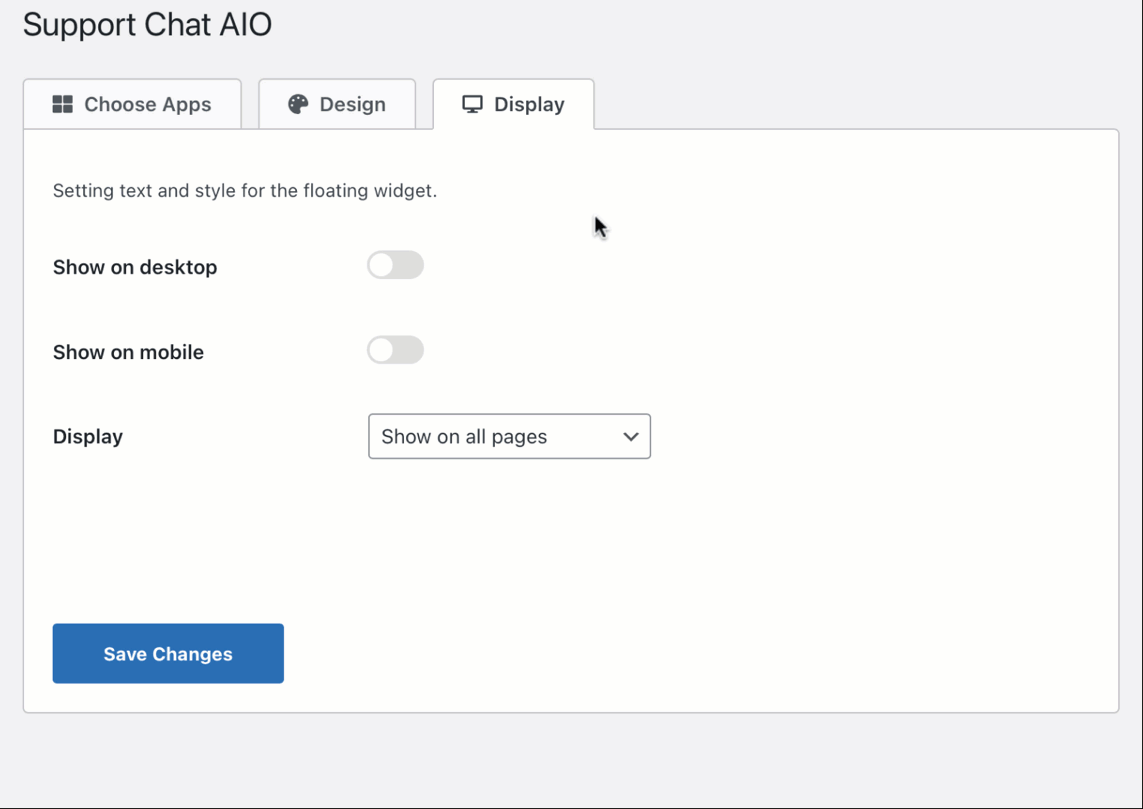 Support Chat AIO
Choose Apps
Design
Display
Setting text and style for the floating widget.
Show on desktop
Show on mobile
Display
Show on all pages
Save Changes